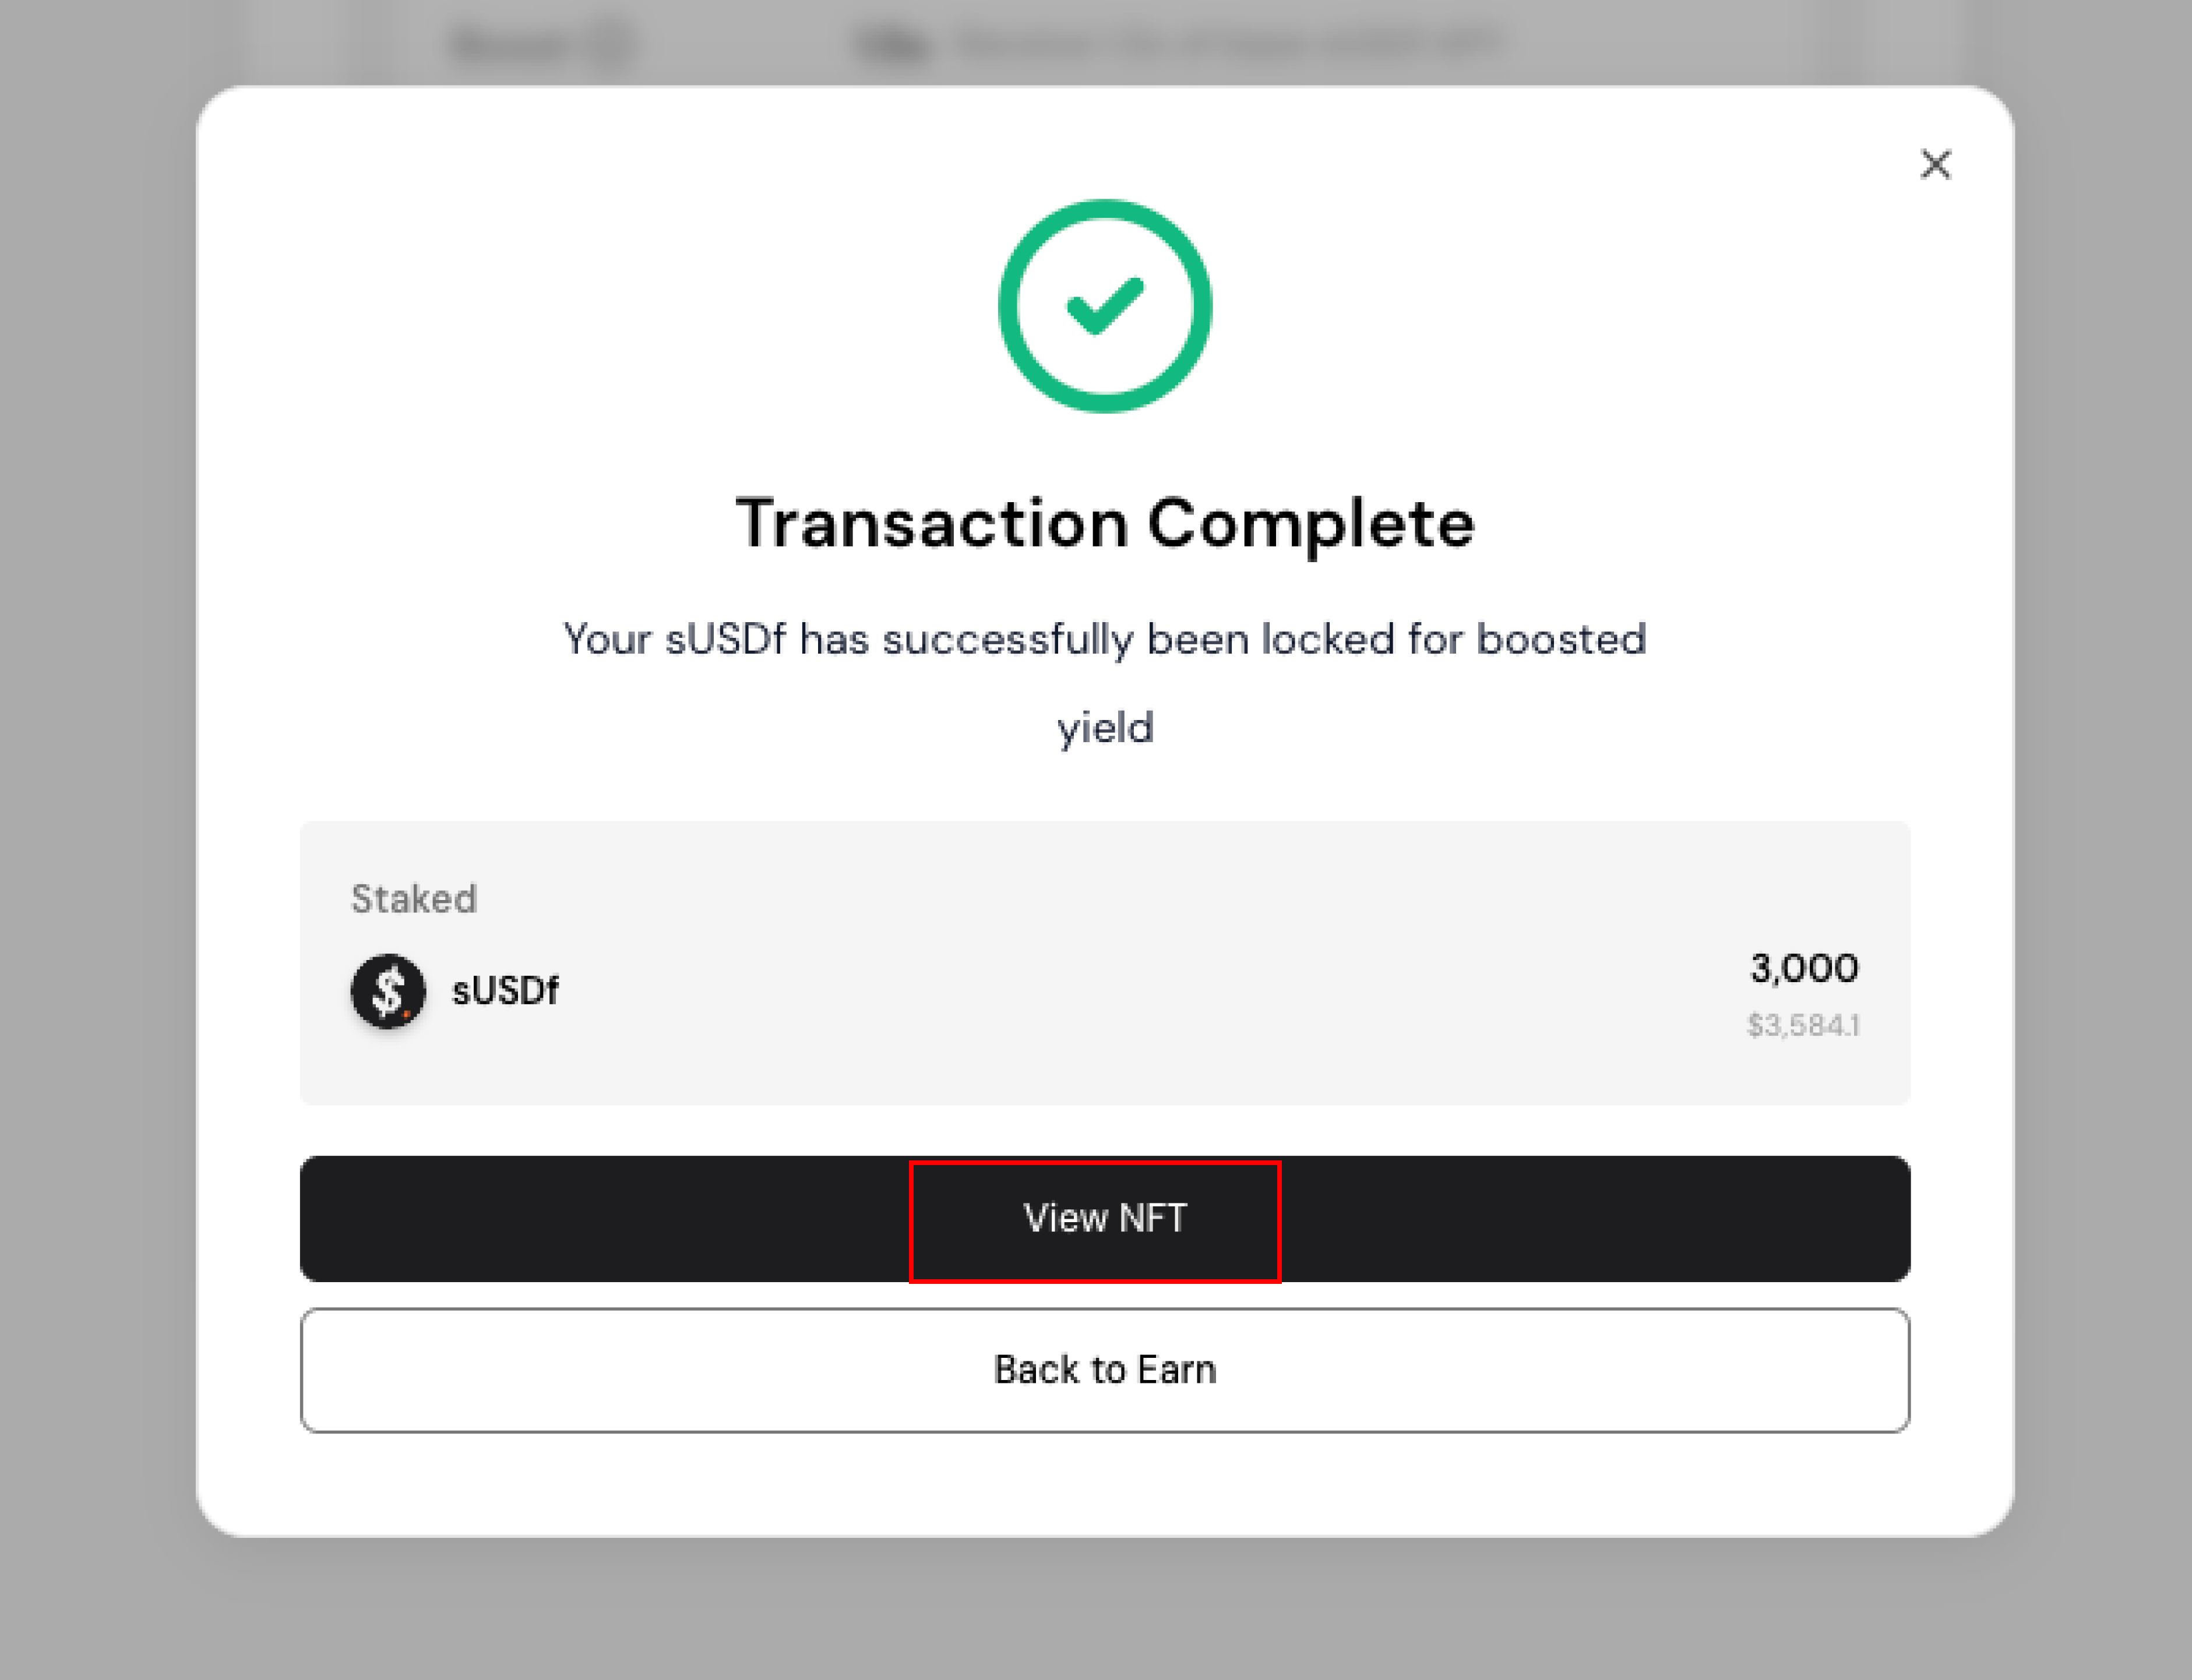 Transaction Complete
Your sUSDf has successfully been locked for boosted
yield
Staked
sUSDf
3,000
$3,584.1
View NFT
Back to Earn